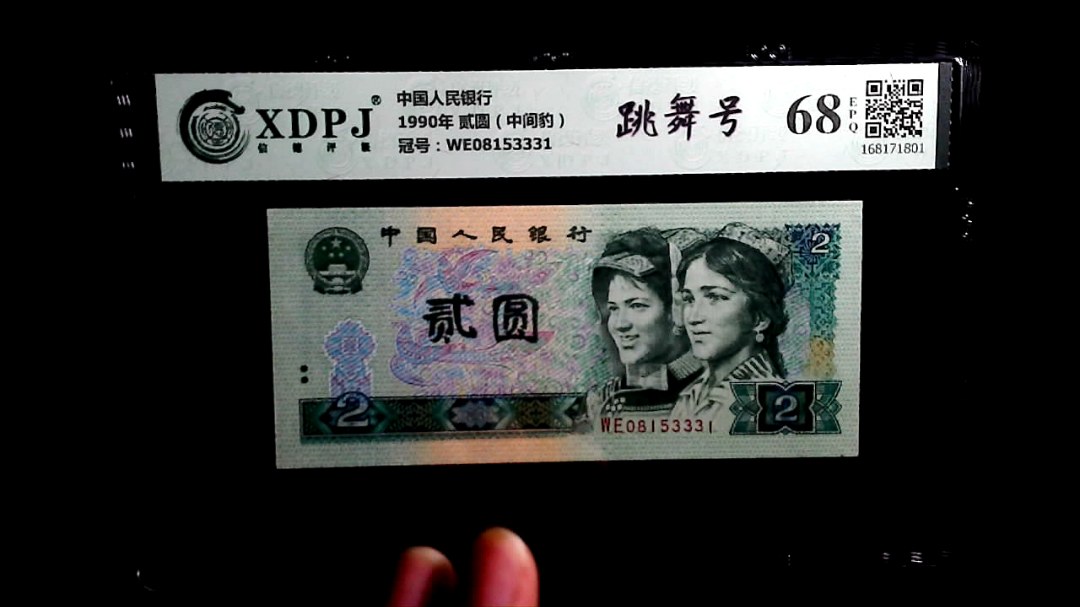 XDPJ®
信德评级
中国人民银行
1990年 贰圆（中间豹）
冠号：WE08153331
跳舞号
68
EPQ
168171801
中国人民银行
2
贰圆
2
WE08153331
2